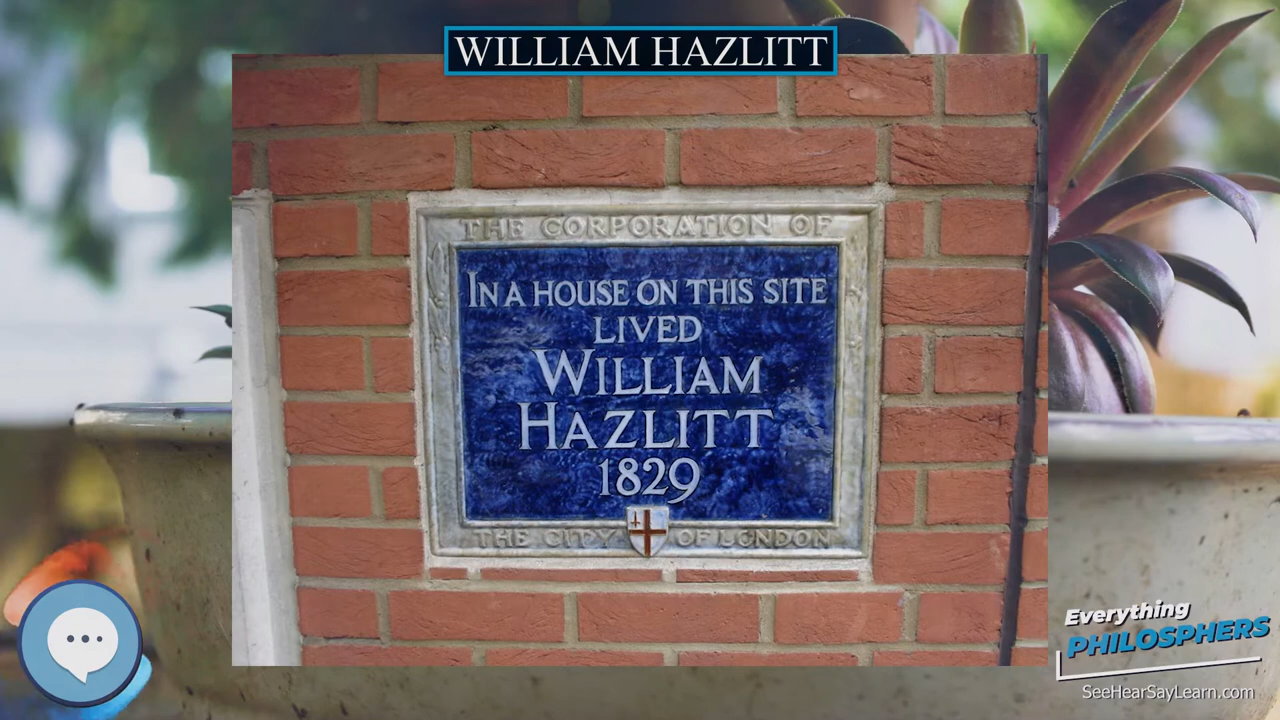 WILLIAM HAZLITT
THE CORPORATION OF
IN A HOUSE ON THIS SITE
LIVED
WILLIAM
HAZLITT
1829
THE CITY OF LONDON
Everything
PHILOSPHERS
SeeHearSayLearn.com